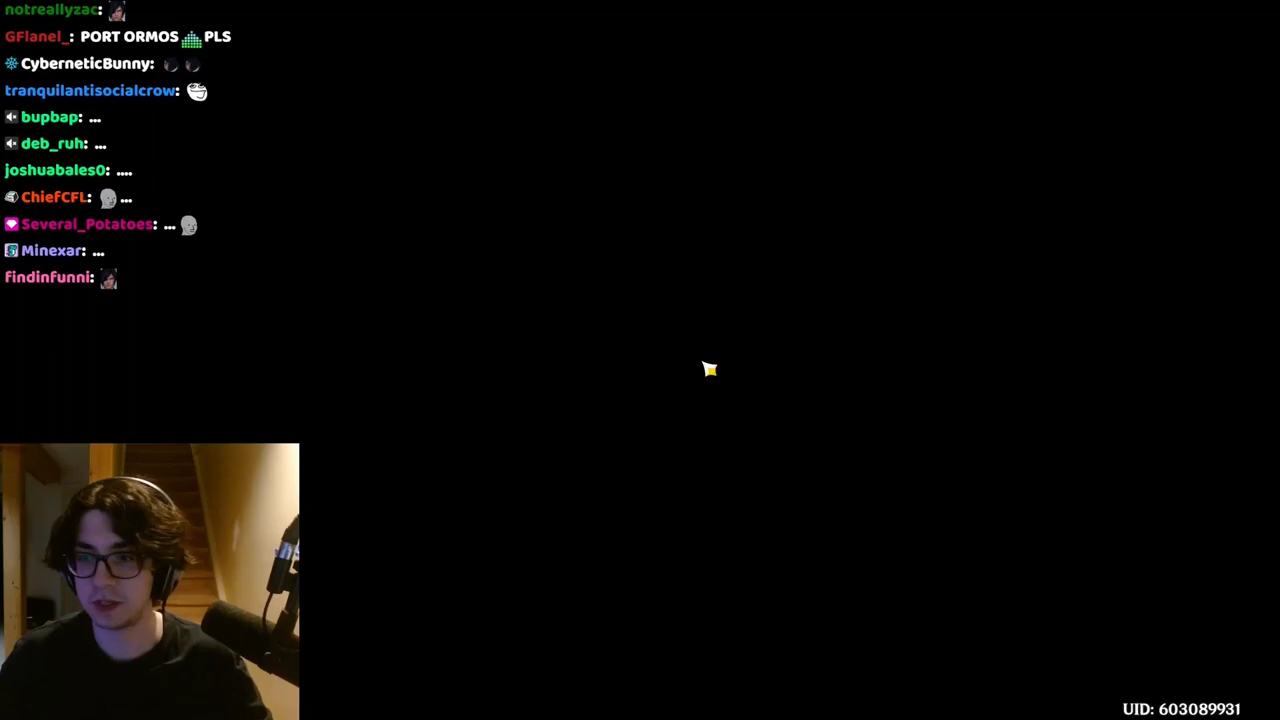 notreallyzac:
GFlanel_: PORT ORMOS PLS
CyberneticBunny:
tranquilantisocialcrow:
bupbap: ...
deb_ruh: ...
joshuabales0: ....
ChiefCFL: ...
Several_Potatoes: ...
Minexar: ...
findinfunni:
UID: 603089931